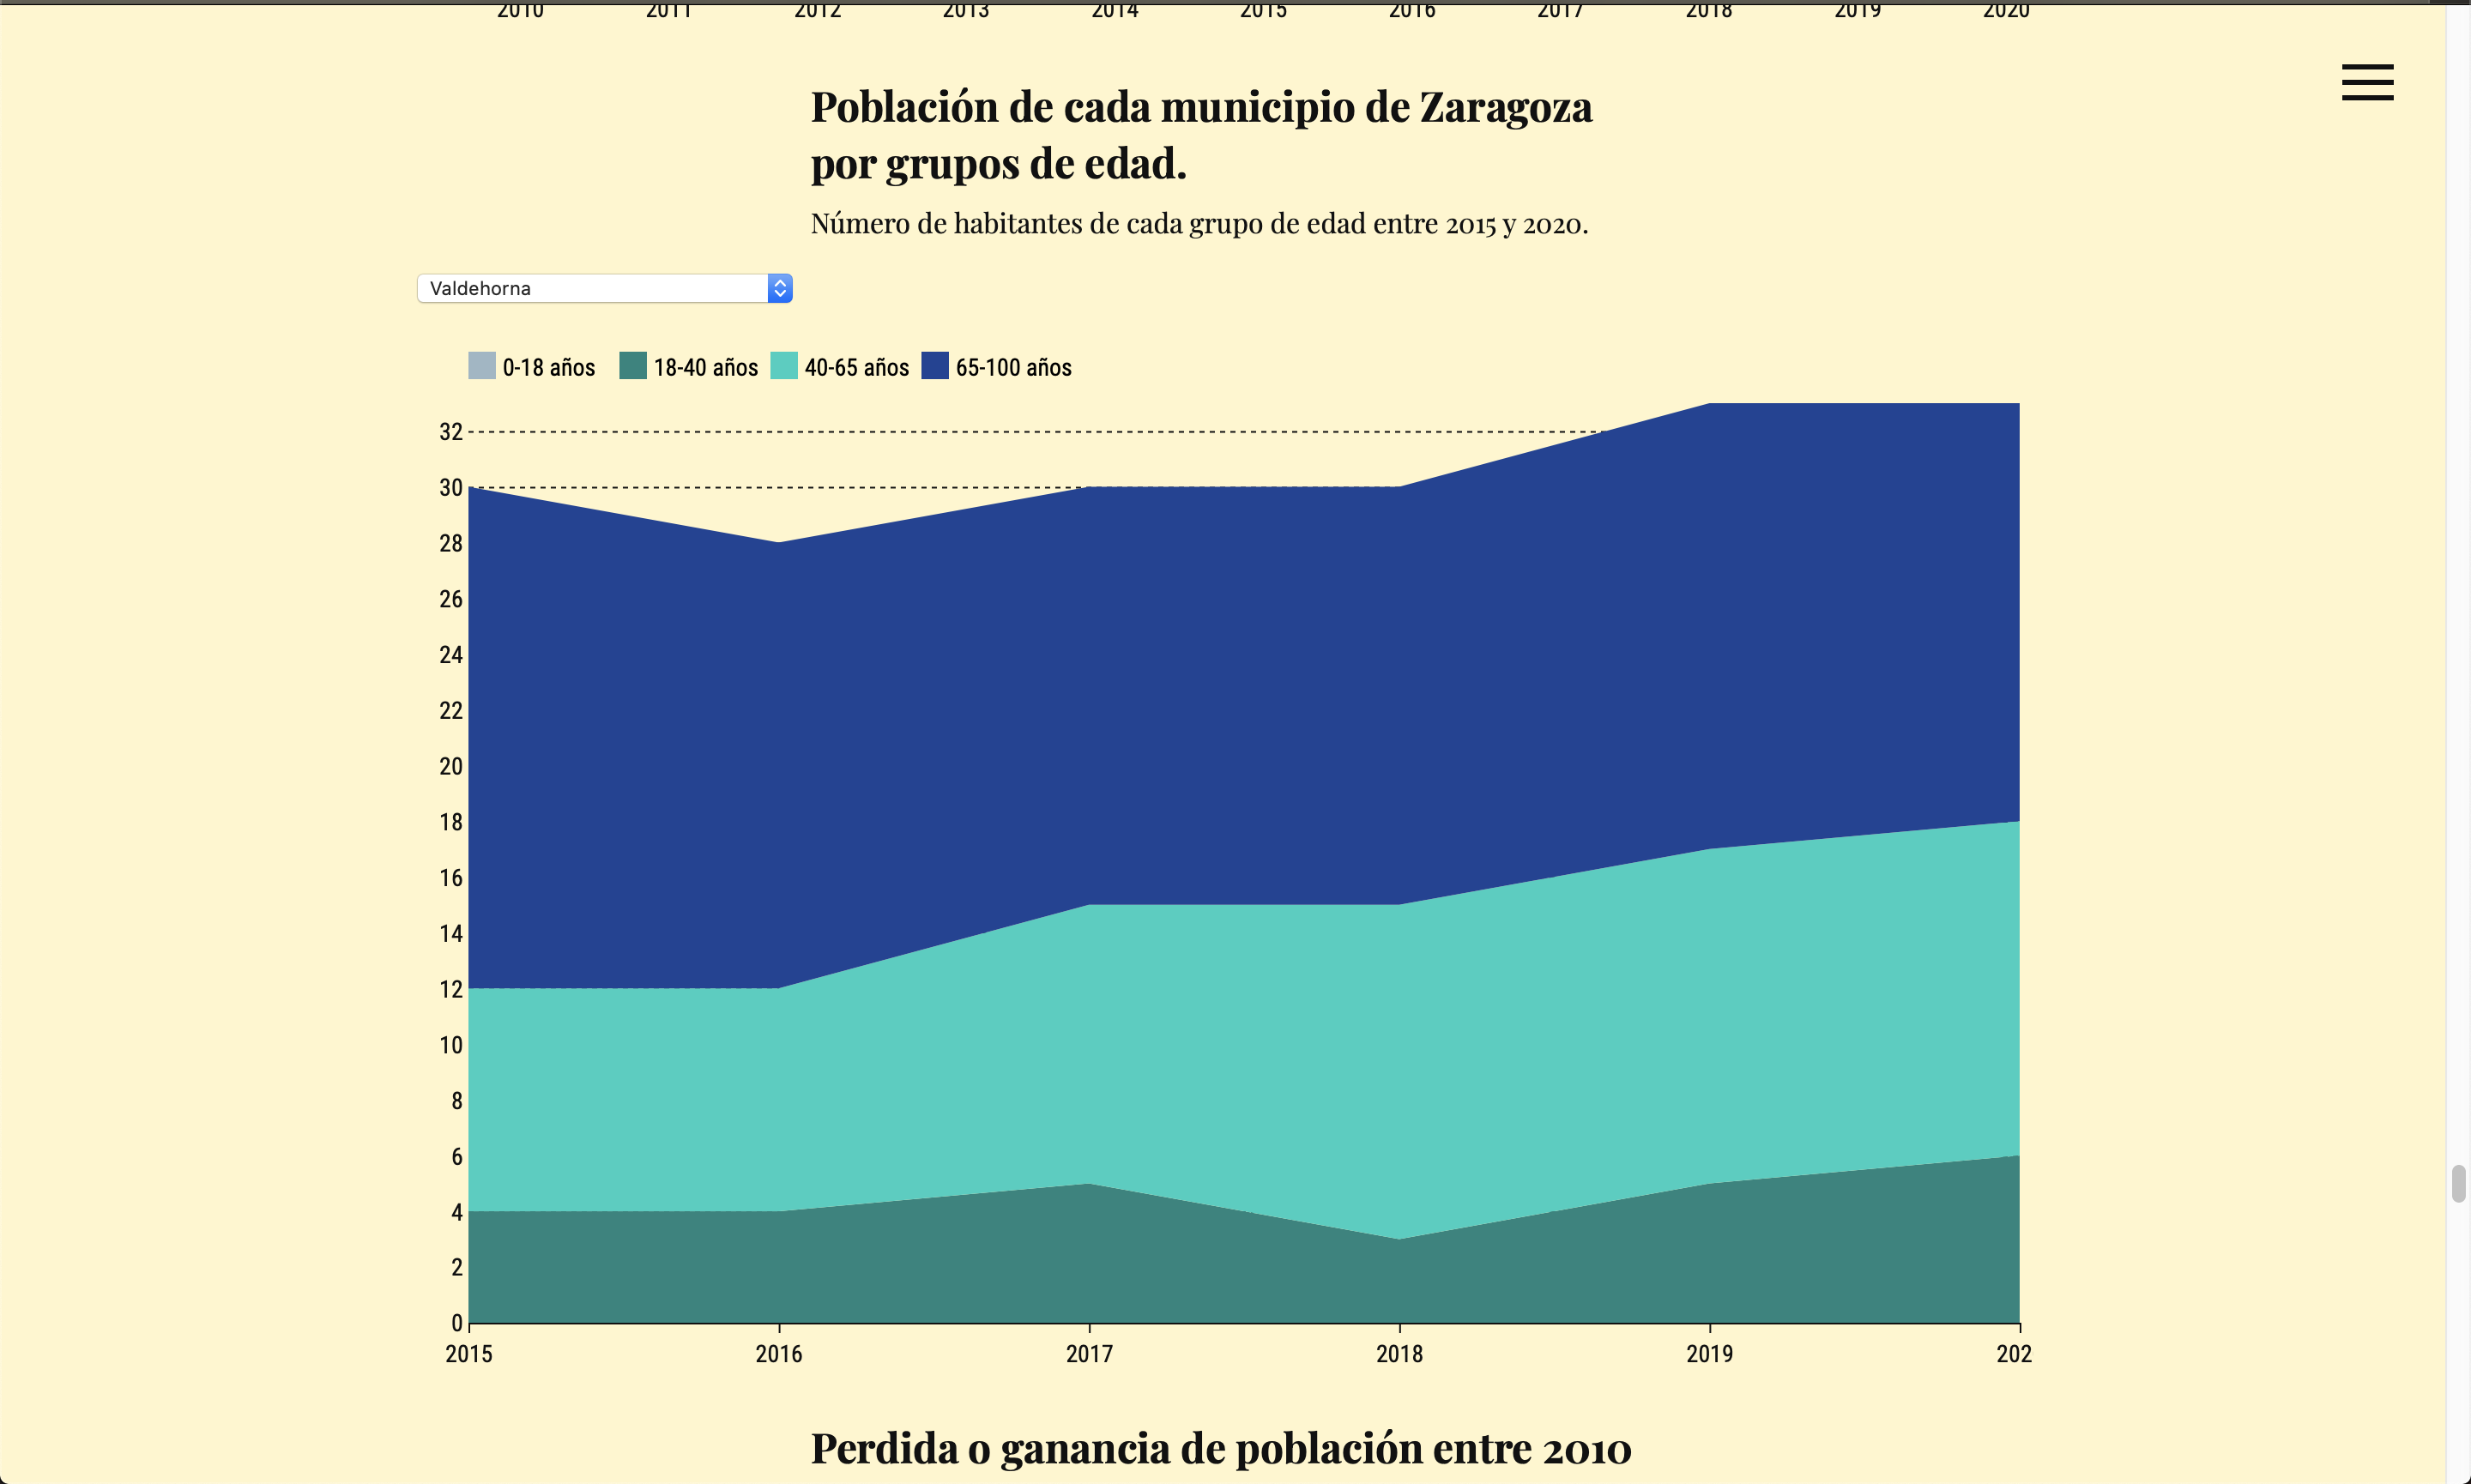 2010 2011 2012 2013 2014 2015 2016 2017 2018 2019 2020
Población de cada municipio de Zaragoza
por grupos de edad.
Número de habitantes de cada grupo de edad entre 2015 y 2020.
Valdehorna
0-18 años 18-40 años 40-65 años 65-100 años
32
30
28
26
24
22
20
18
16
14
12
10
8
6
4
2
0
2015 2016 2017 2018 2019 202
Perdida o ganancia de población entre 2010